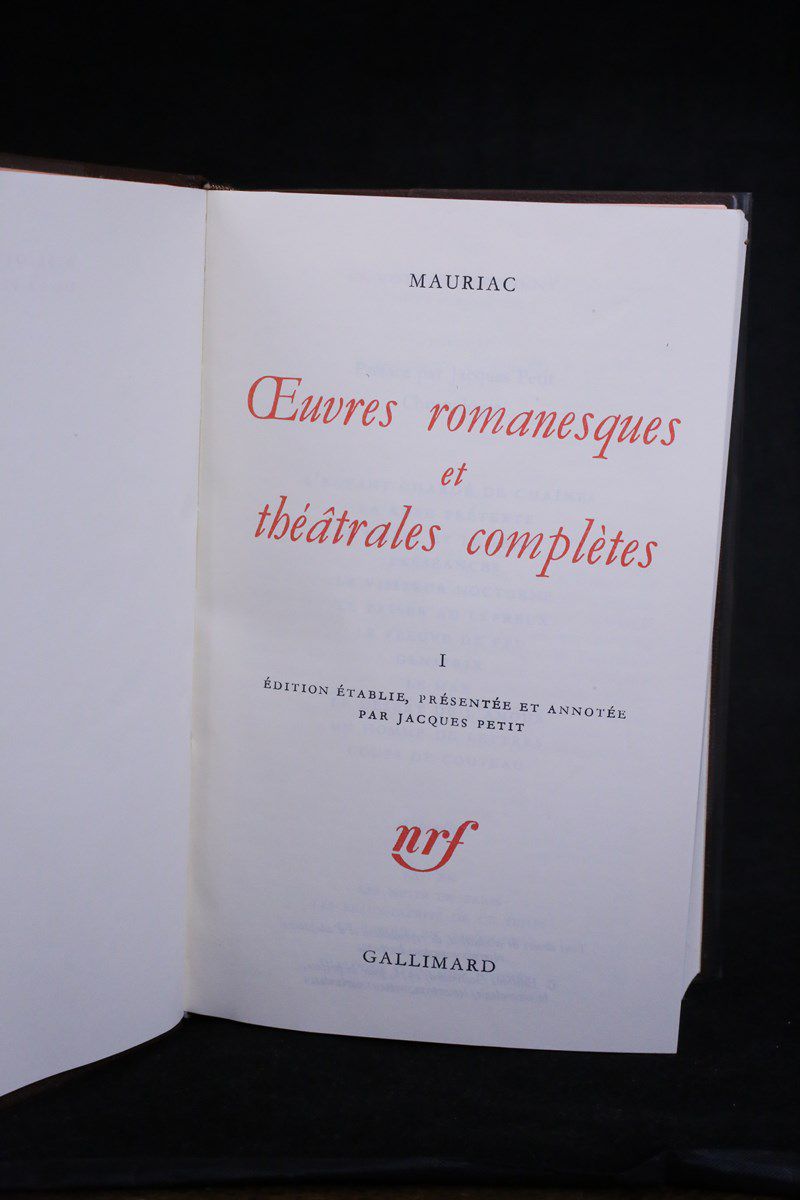 MAURIAC
Œuvres romanesques
et
théâtrales complètes
I
ÉDITION ÉTABLIE, PRÉSENTÉE ET ANNOTÉE
PAR JACQUES PETIT
nrf
GALLIMARD